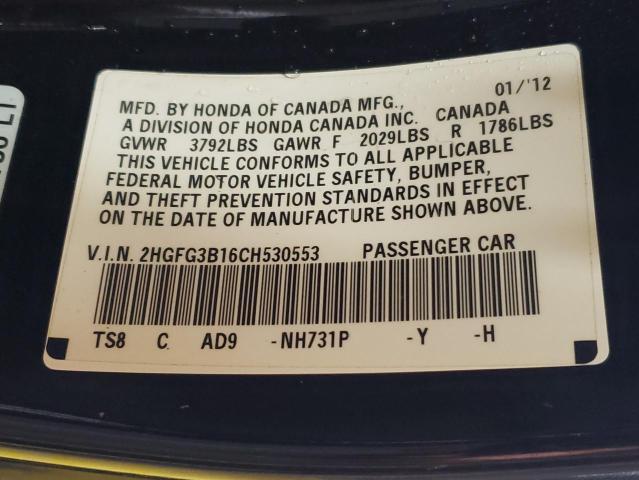 01/'12
MFD. BY HONDA OF CANADA MFG.,
A DIVISION OF HONDA CANADA INC. CANADA
GVWR 3792LBS GAWR F 2029LBS R 1786LBS
THIS VEHICLE CONFORMS TO ALL APPLICABLE
FEDERAL MOTOR VEHICLE SAFETY, BUMPER,
AND THEFT PREVENTION STANDARDS IN EFFECT
ON THE DATE OF MANUFACTURE SHOWN ABOVE.
V.I.N. 2HGFG3B16CH530553 PASSENGER CAR
TS8 C AD9 -NH731P -Y -H